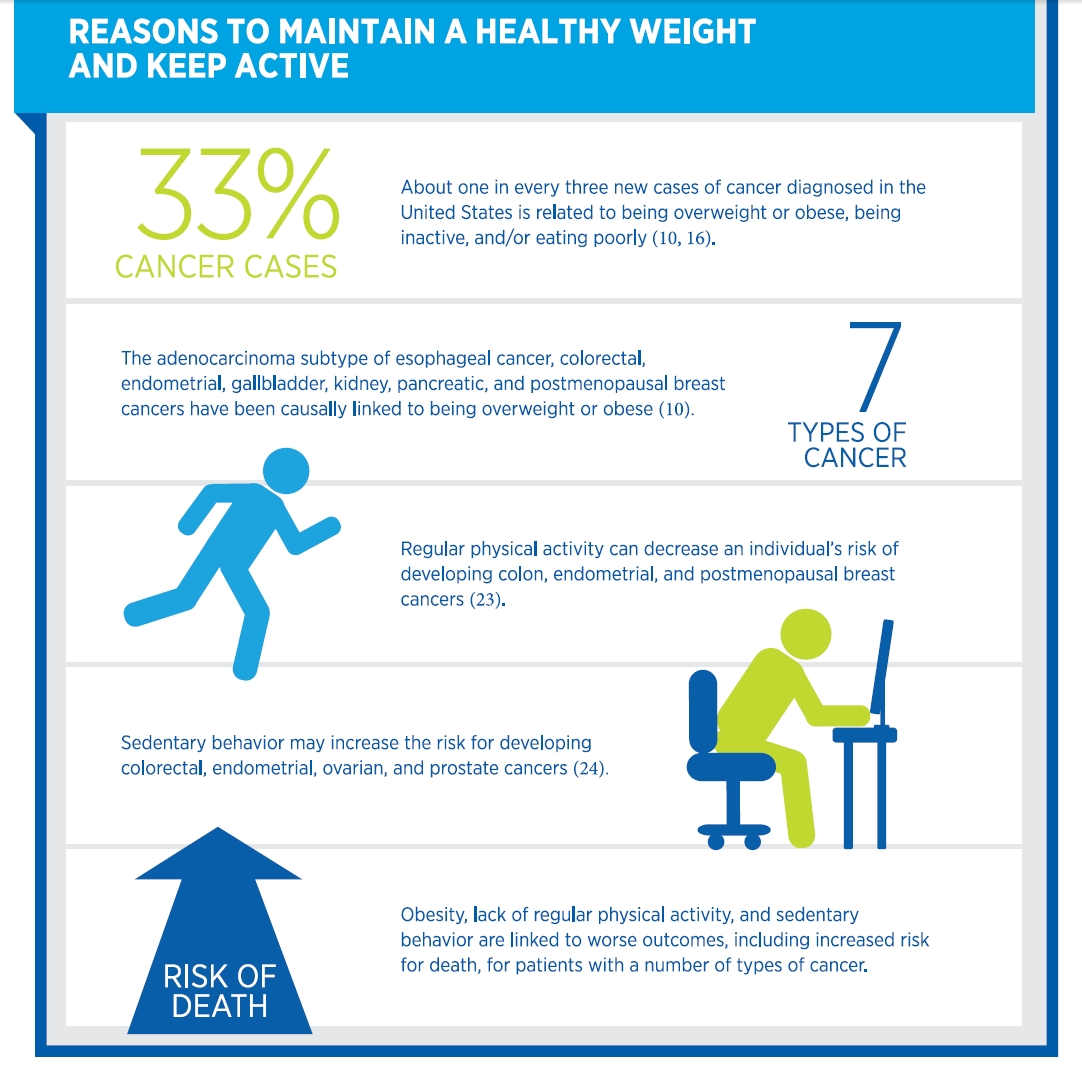 REASONS TO MAINTAIN A HEALTHY WEIGHT
AND KEEP ACTIVE
33%
CANCER CASES
About one in every three new cases of cancer diagnosed in the
United States is related to being overweight or obese, being
inactive, and/or eating poorly (10, 16).
The adenocarcinoma subtype of esophageal cancer, colorectal,
endometrial, gallbladder, kidney, pancreatic, and postmenopausal breast
cancers have been causally linked to being overweight or obese (10).
7
TYPES OF
CANCER
Regular physical activity can decrease an individual’s risk of
developing colon, endometrial, and postmenopausal breast
cancers (23).
Sedentary behavior may increase the risk for developing
colorectal, endometrial, ovarian, and prostate cancers (24).
RISK OF
DEATH
Obesity, lack of regular physical activity, and sedentary
behavior are linked to worse outcomes, including increased risk
for death, for patients with a number of types of cancer.